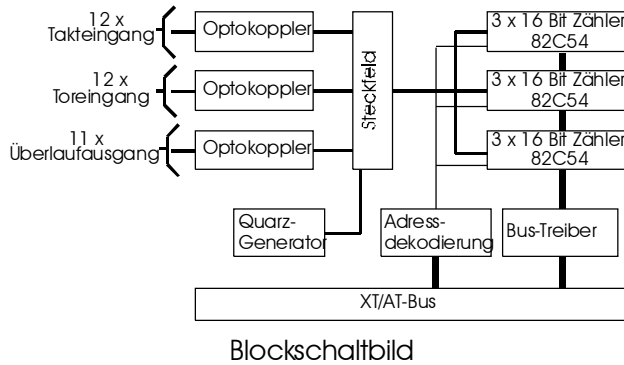 12 x
Takteingang
Optokoppler
12 x
Toreingang
Optokoppler
11 x
Überlaufausgang
Optokoppler
Steckfeld
3 x 16 Bit Zähler
82C54
3 x 16 Bit Zähler
82C54
3 x 16 Bit Zähler
82C54
Quarz-
Generator
Adress-
dekodierung
Bus-Treiber
XT/AT-Bus
Blockschaltbild